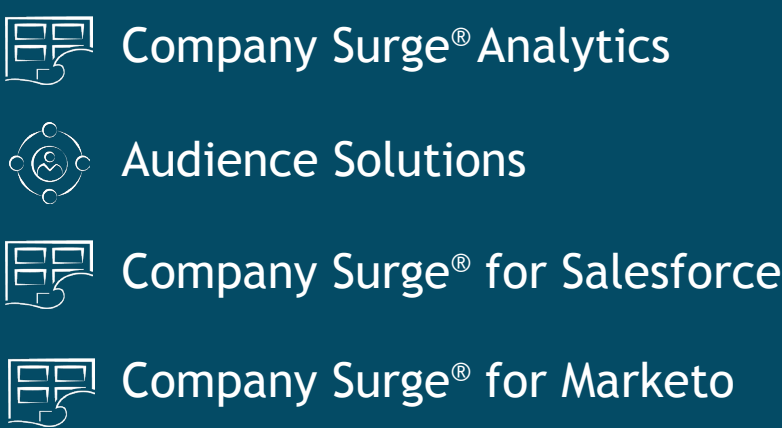 Company Surge® Analytics
Audience Solutions
Company Surge® for Salesforce
Company Surge® for Marketo